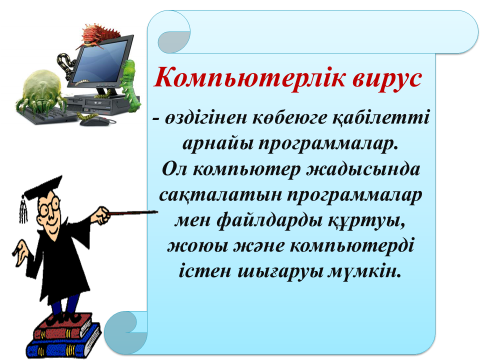 Компьютерлік вирус
- өздігінен көбеюге қабілетті
арнайы программалар.
Ол компьютер жадысында
сақталатын программалар
мен файлдарды құртуы,
жоюы және компьютерді
істен шығаруы мүмкін.